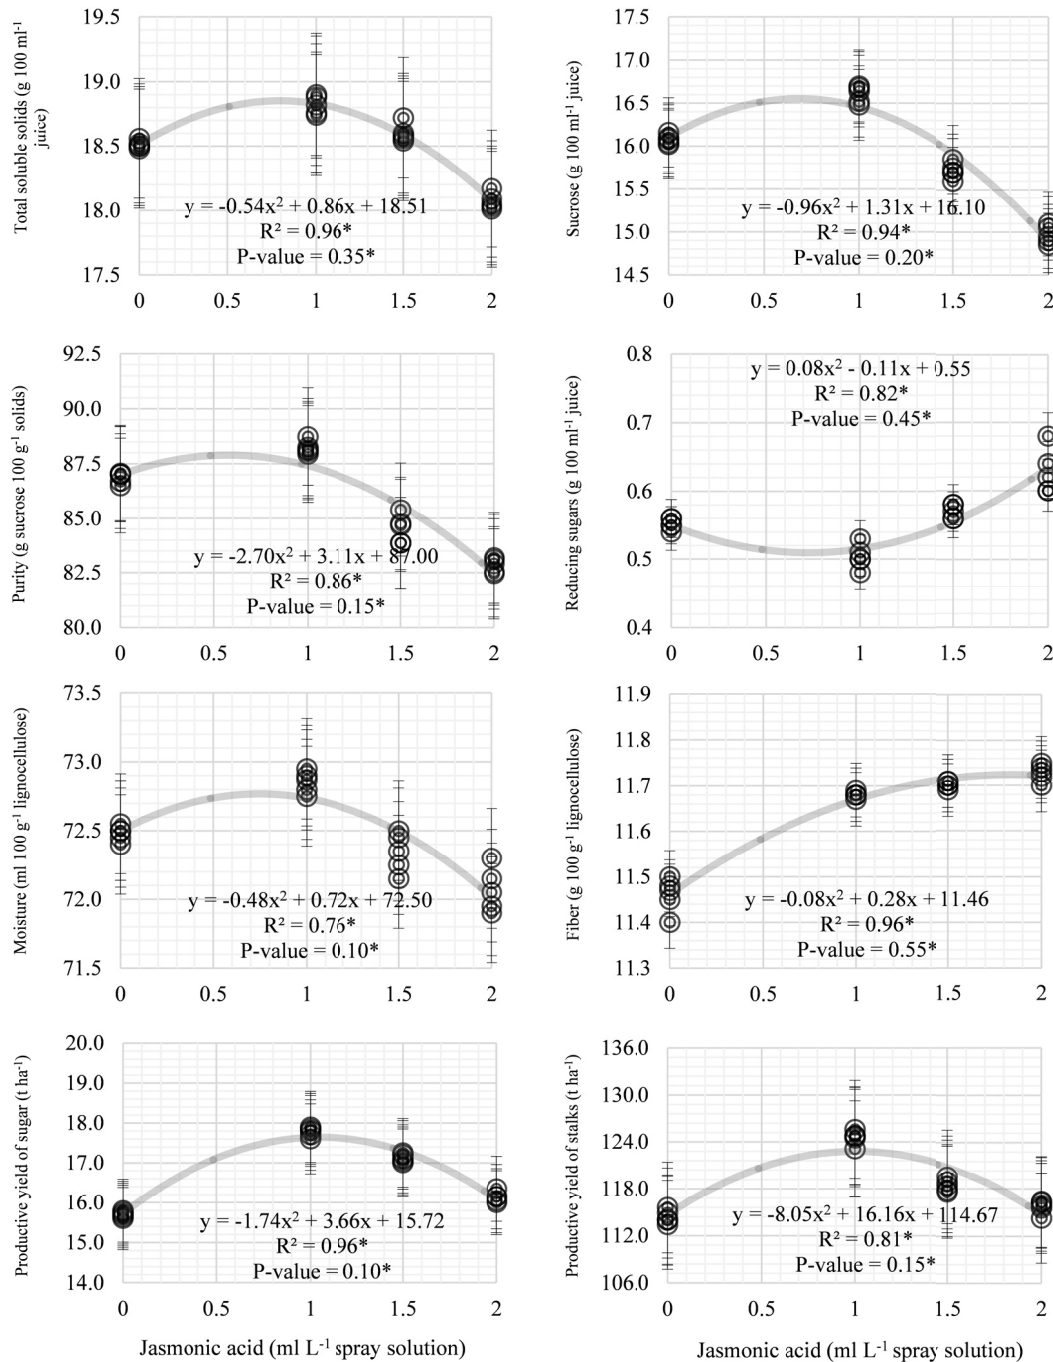 Total soluble solids (g 100 ml⁻¹
juice)
19.5
19.0
18.5
18.0
17.5
y = -0.54x² + 0.86x + 18.51
R² = 0.96*
P-value = 0.35*
0 0.5 1 1.5 2
Sucrose (g 100 ml⁻¹ juice)
17.5
17.0
16.5
16.0
15.5
15.0
14.5
y = -0.96x² + 1.31x + 16.10
R² = 0.94*
P-value = 0.20*
0 0.5 1 1.5 2
Purity (g sucrose 100 g⁻¹ solids)
92.5
90.0
87.5
85.0
82.5
80.0
y = -2.70x² + 3.11x + 87.00
R² = 0.86*
P-value = 0.15*
0 0.5 1 1.5 2
Reducing sugars (g 100 ml⁻¹ juice)
0.8
0.7
0.6
0.5
0.4
y = 0.08x² - 0.11x + 0.55
R² = 0.82*
P-value = 0.45*
0 0.5 1 1.5 2
Moisture (ml 100 g⁻¹ lignocellulose)
73.5
73.0
72.5
72.0
71.5
y = -0.48x² + 0.72x + 72.50
R² = 0.76*
P-value = 0.10*
0 0.5 1 1.5 2
Fiber (g 100 g⁻¹ lignocellulose)
11.9
11.8
11.7
11.6
11.5
11.4
11.3
y = -0.08x² + 0.28x + 11.46
R² = 0.96*
P-value = 0.55*
0 0.5 1 1.5 2
Productive yield of sugar (t ha⁻¹)
20.0
19.0
18.0
17.0
16.0
15.0
14.0
y = -1.74x² + 3.66x + 15.72
R² = 0.96*
P-value = 0.10*
0 0.5 1 1.5 2
Jasmonic acid (ml L⁻¹ spray solution)
Productive yield of stalks (t ha⁻¹)
136.0
130.0
124.0
118.0
112.0
106.0
y = -8.05x² + 16.16x + 114.67
R² = 0.81*
P-value = 0.15*
0 0.5 1 1.5 2
Jasmonic acid (ml L⁻¹ spray solution)